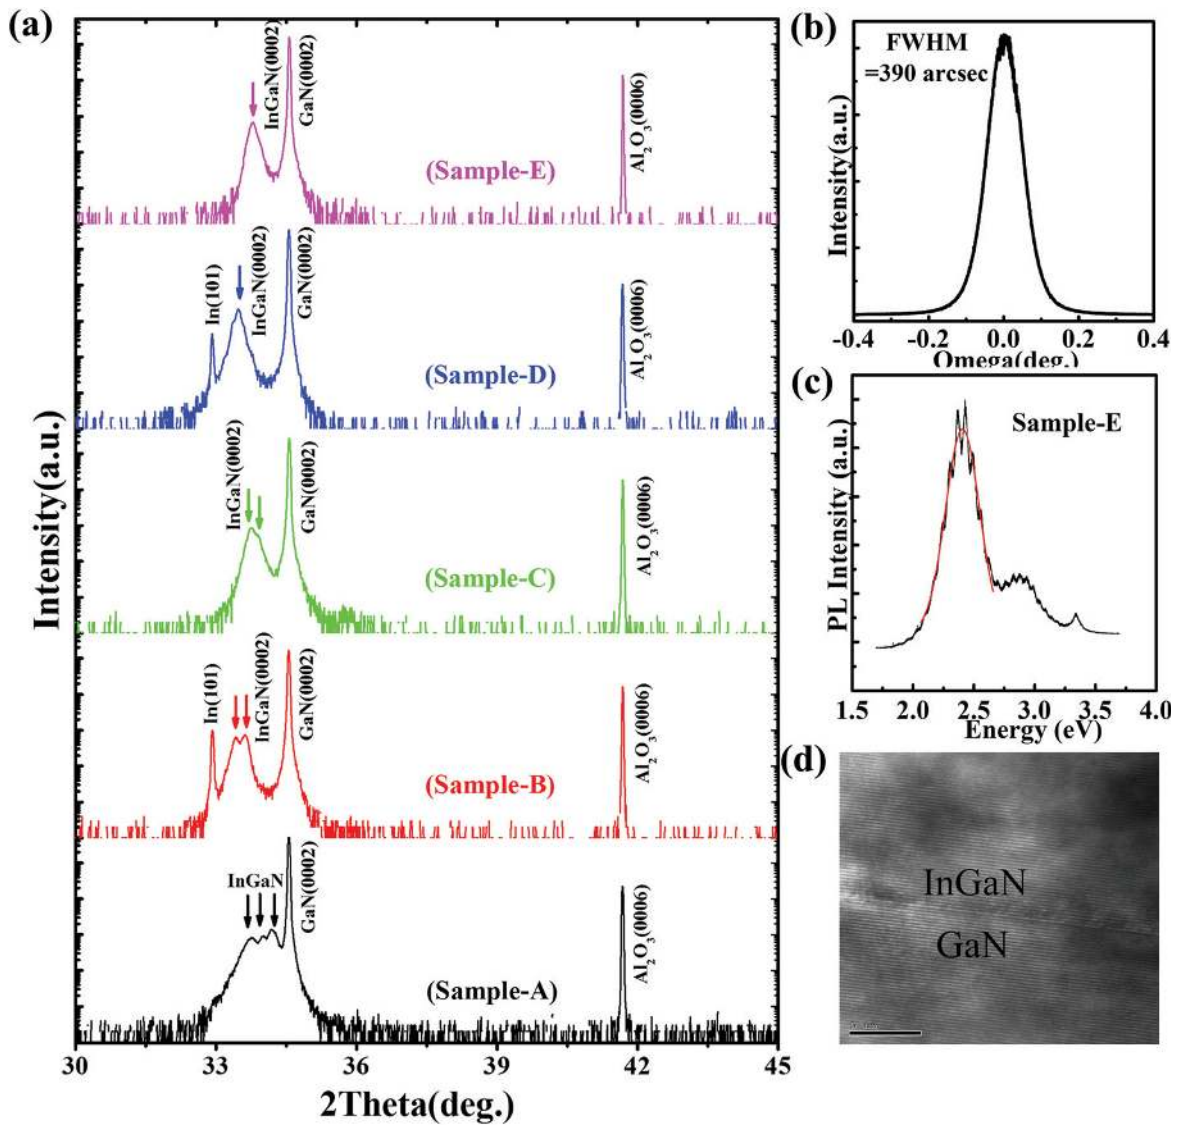 (a)
InGaN(0002)
GaN(0002)
Al2O3(0006)
(Sample-E)
In(101)
InGaN(0002)
GaN(0002)
Al2O3(0006)
(Sample-D)
InGaN(0002)
GaN(0002)
Al2O3(0006)
(Sample-C)
In(101)
InGaN(0002)
GaN(0002)
Al2O3(0006)
(Sample-B)
InGaN
GaN(0002)
Al2O3(0006)
(Sample-A)
Intensity(a.u.)
30 33 36 39 42 45
2Theta(deg.)
(b)
FWHM
=390 arcsec
Intensity(a.u.)
-0.4 -0.2 0.0 0.2 0.4
Omega(deg.)
(c)
Sample-E
PL Intensity (a.u.)
1.5 2.0 2.5 3.0 3.5 4.0
Energy (eV)
(d)
InGaN
GaN